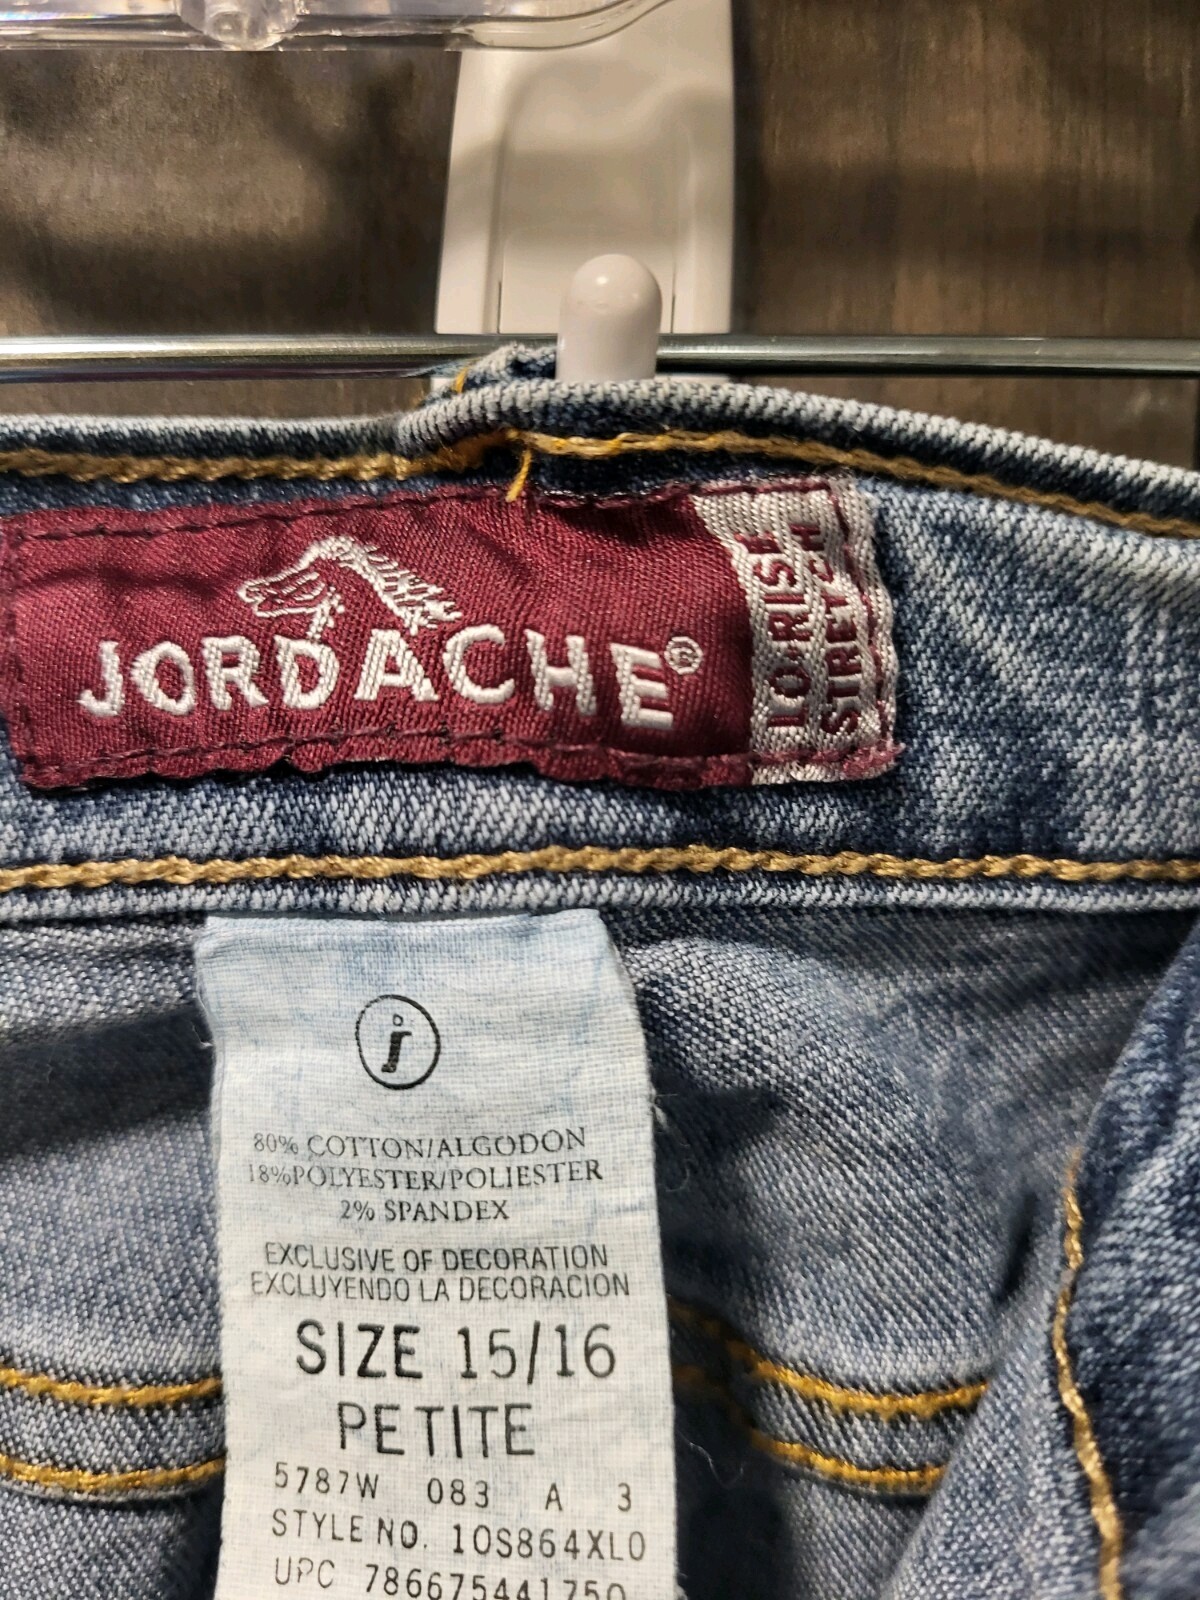 JORDACHE®
LO•RISE
STRETCH
j
80% COTTON/ALGODON
18%POLYESTER/POLIESTER
2% SPANDEX
EXCLUSIVE OF DECORATION
EXCLUYENDO LA DECORACION
SIZE 15/16
PETITE
5787W 083 A 3
STYLE NO. 10S864XL0
UPC 786675441750